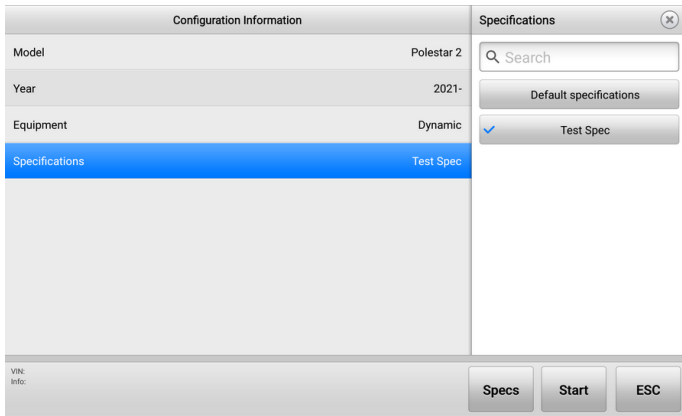 Configuration Information
Model Polestar 2
Year 2021-
Equipment Dynamic
Specifications Test Spec
Specifications
Search
Default specifications
Test Spec
VIN:
Info:
Specs Start ESC